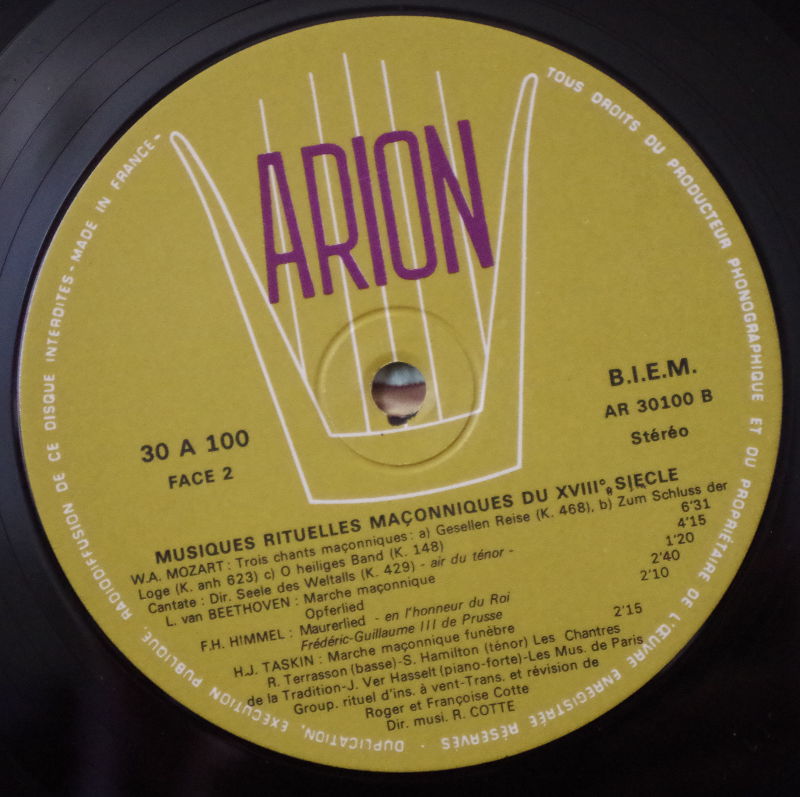 ARION
30 A 100
FACE 2
B.I.E.M.
AR 30100 B
Stéréo
MUSIQUES RITUELLES MAÇONNIQUES DU XVIII° SIECLE
W.A. MOZART : Trois chants maçonniques : a) Gesellen Reise (K. 468), b) Zum Schluss der
Loge (K. anh 623) c) O heiliges Band (K. 148) 6'31
Cantate : Dir. Seele des Weltalls (K. 429) - air du ténor - 4'15
L. van BEETHOVEN : Marche maçonnique 1'20
Opferlied 2'40
F.H. HIMMEL : Maurerlied - en l'honneur du Roi 2'10
Frédéric-Guillaume III de Prusse
H.J. TASKIN : Marche maçonnique funèbre 2'15
R. Terrasson (basse)-S. Hamilton (ténor) Les Chantres
de la Tradition-J. Ver Hasselt (piano-forte)-Les Mus. de Paris
Group. rituel d'ins. à vent-Trans. et révision de
Roger et Françoise Cotte
Dir. musi. R. COTTE
TOUS DROITS DU PRODUCTEUR PHONOGRAPHIQUE ET DU PROPRIÉTAIRE DE L'ŒUVRE ENREGISTRÉE RÉSERVÉS · DUPLICATION, EXÉCUTION PUBLIQUE, RADIODIFFUSION DE CE DISQUE INTERDITES - MADE IN FRANCE -